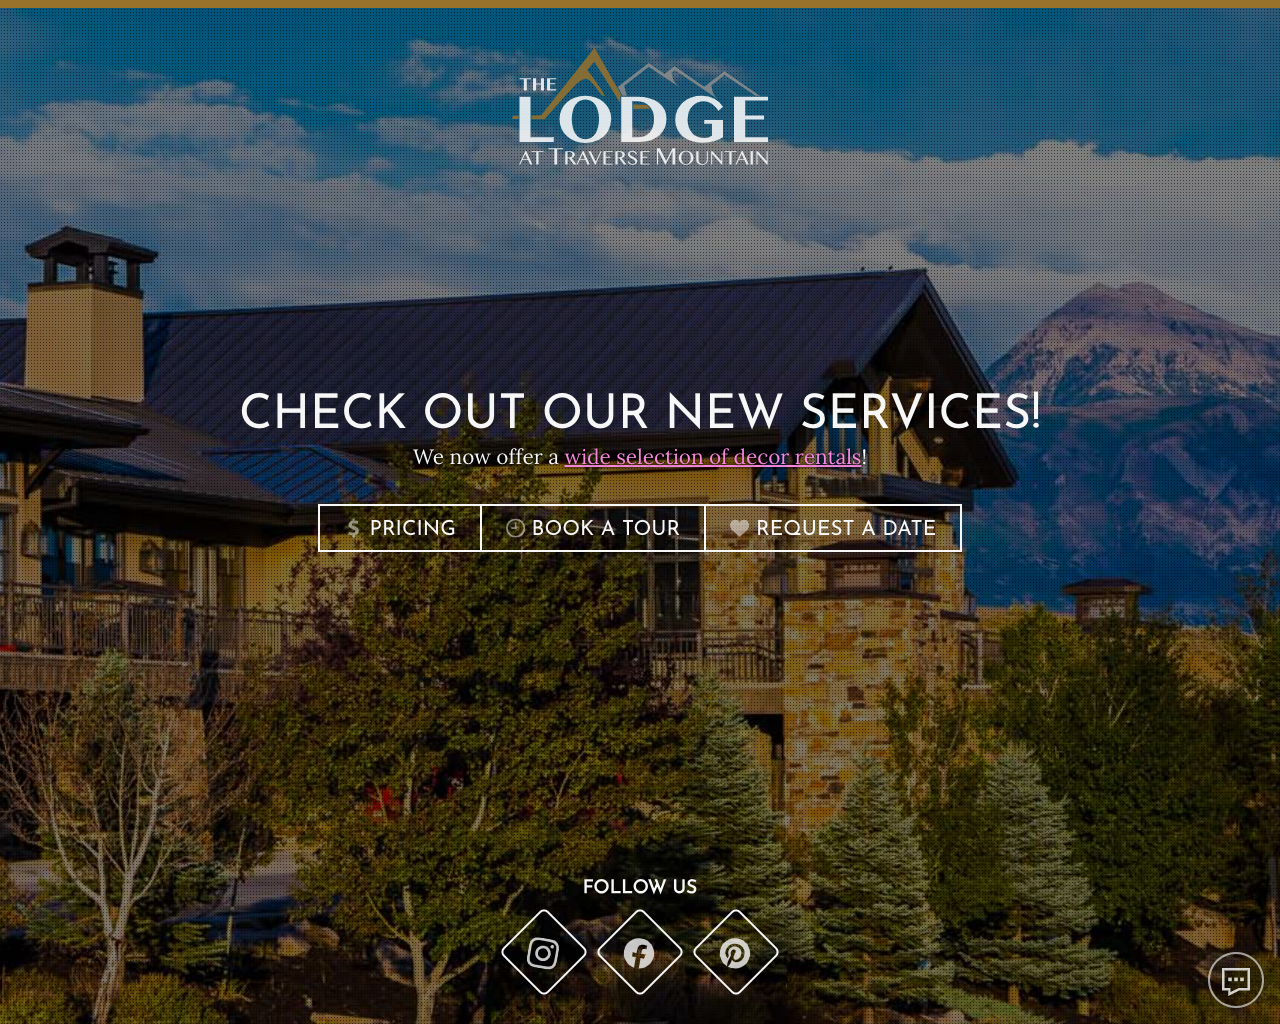 THE
LODGE
AT TRAVERSE MOUNTAIN
CHECK OUT OUR NEW SERVICES!
We now offer a wide selection of decor rentals!
$ PRICING BOOK A TOUR REQUEST A DATE
FOLLOW US